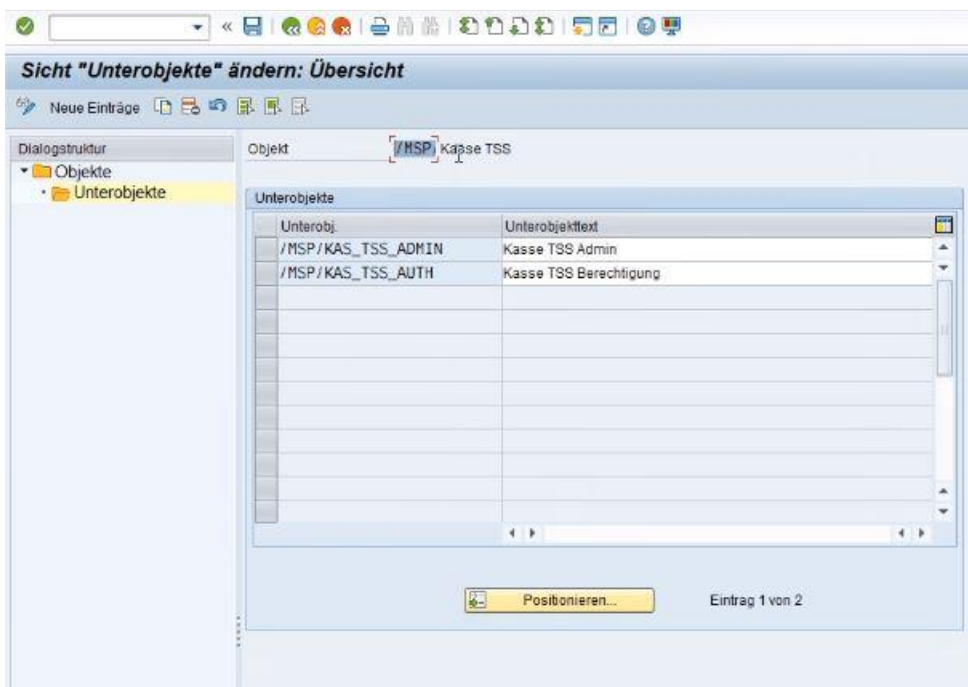 Sicht "Unterobjekte" ändern: Übersicht
Neue Einträge
Dialogstruktur
Objekte
Unterobjekte
Objekt /MSP/ Kasse TSS
Unterobjekte
Unterobj. Unterobjekttext
/MSP/KAS_TSS_ADMIN Kasse TSS Admin
/MSP/KAS_TSS_AUTH Kasse TSS Berechtigung
Positionieren... Eintrag 1 von 2